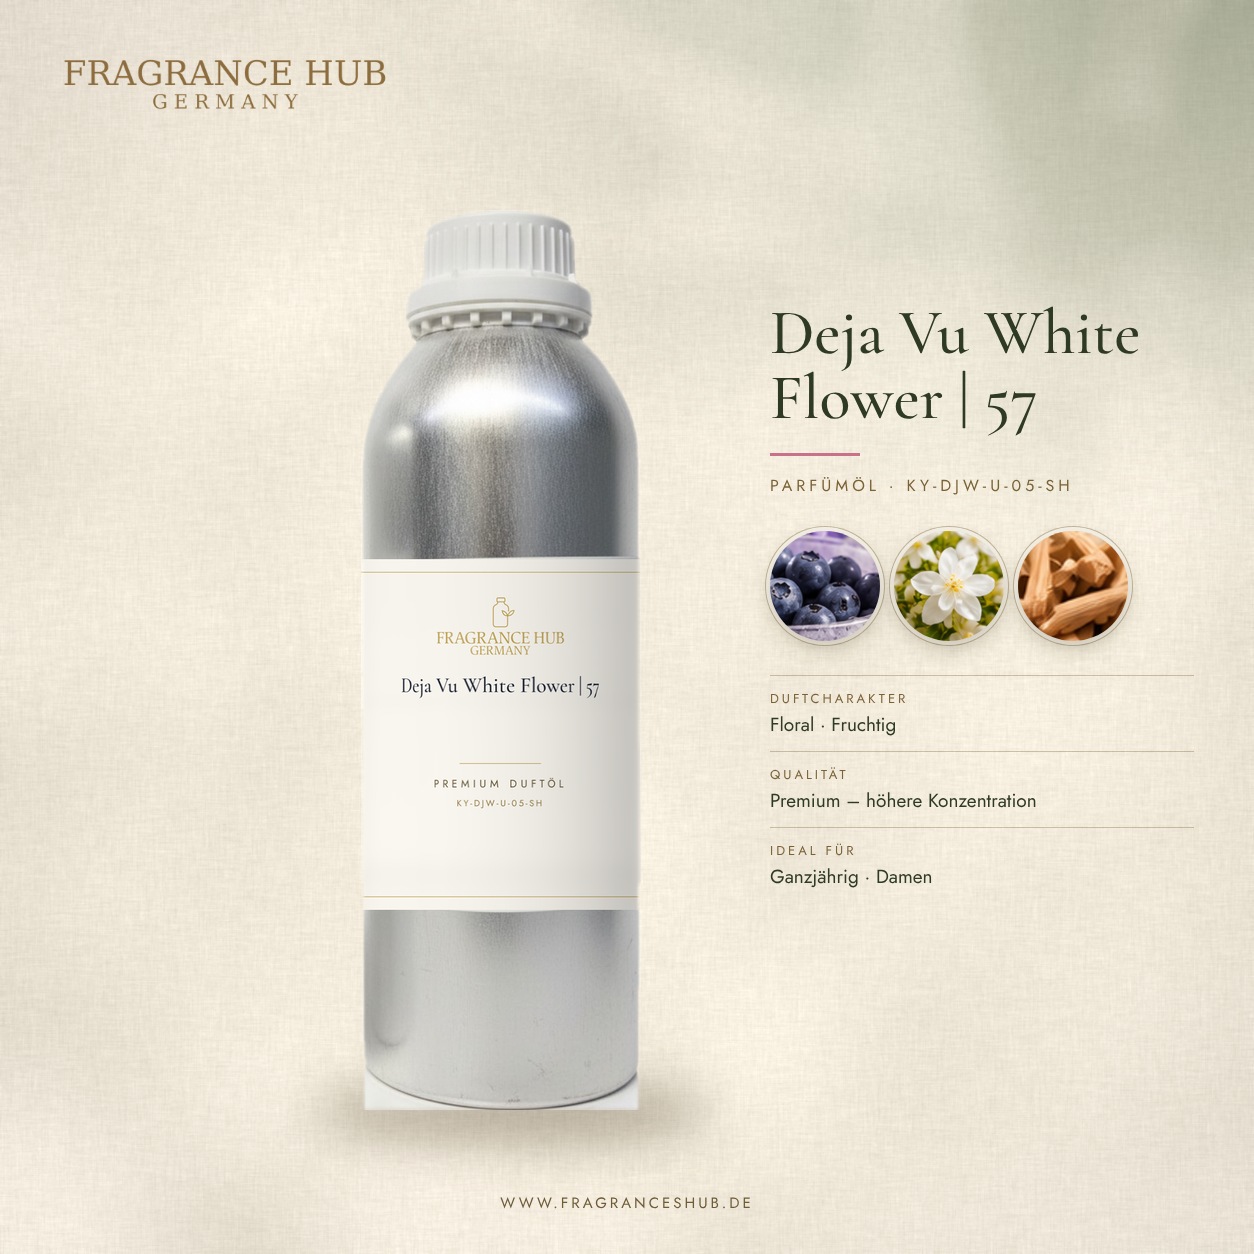 FRAGRANCE HUB
GERMANY
Deja Vu White
Flower | 57
PARFÜMÖL · KY-DJW-U-05-SH
DUFTCHARAKTER
Floral · Fruchtig
QUALITÄT
Premium – höhere Konzentration
IDEAL FÜR
Ganzjährig · Damen
FRAGRANCE HUB
GERMANY
Deja Vu White Flower | 57
PREMIUM DUFTÖL
KY-DJW-U-05-SH
WWW.FRAGRANCESHUB.DE